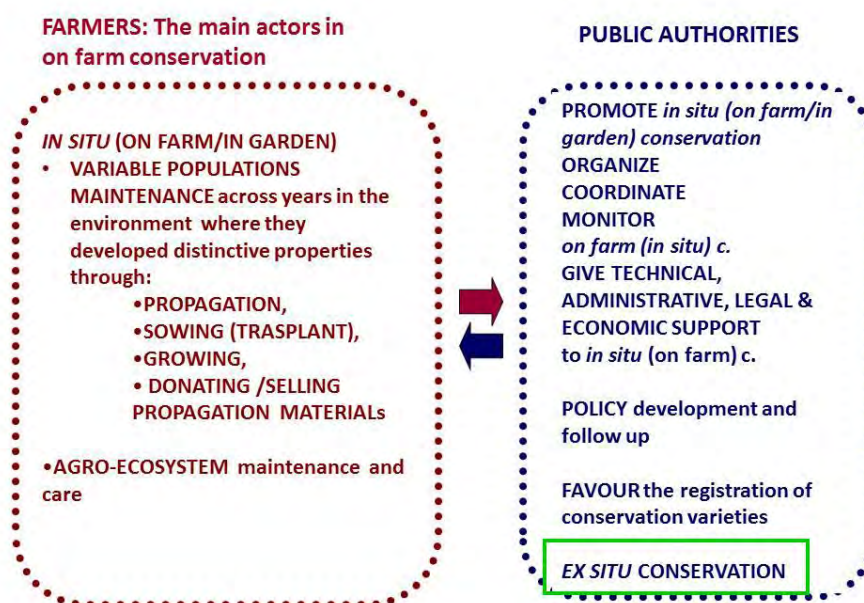 FARMERS: The main actors in
on farm conservation
IN SITU (ON FARM/IN GARDEN)
• VARIABLE POPULATIONS
MAINTENANCE across years in the
environment where they
developed distinctive properties
through:
•PROPAGATION,
•SOWING (TRASPLANT),
•GROWING,
• DONATING /SELLING
PROPAGATION MATERIALs
•AGRO-ECOSYSTEM maintenance and
care
PUBLIC AUTHORITIES
PROMOTE in situ (on farm/in
garden) conservation
ORGANIZE
COORDINATE
MONITOR
on farm (in situ) c.
GIVE TECHNICAL,
ADMINISTRATIVE, LEGAL &
ECONOMIC SUPPORT
to in situ (on farm) c.
POLICY development and
follow up
FAVOUR the registration of
conservation varieties
EX SITU CONSERVATION